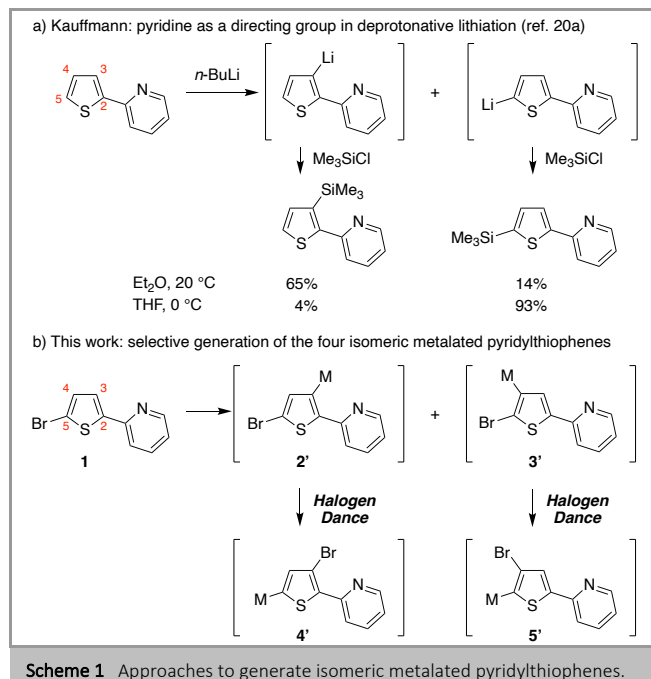 a) Kauffmann: pyridine as a directing group in deprotonative lithiation (ref. 20a)
Li
4 3 N n-BuLi N + N
5 S 2 S Li S
Me3SiCl Me3SiCl
SiMe3
N N
S Me3Si S
Et2O, 20 °C 65% 14%
THF, 0 °C 4% 93%
b) This work: selective generation of the four isomeric metalated pyridylthiophenes
M M
4 3 N N + N
Br 5 S 2 Br S Br S
1 2’ 3’
Halogen Halogen
Dance Dance
Br Br
N N
M S M S
4’ 5’
Scheme 1 Approaches to generate isomeric metalated pyridylthiophenes.